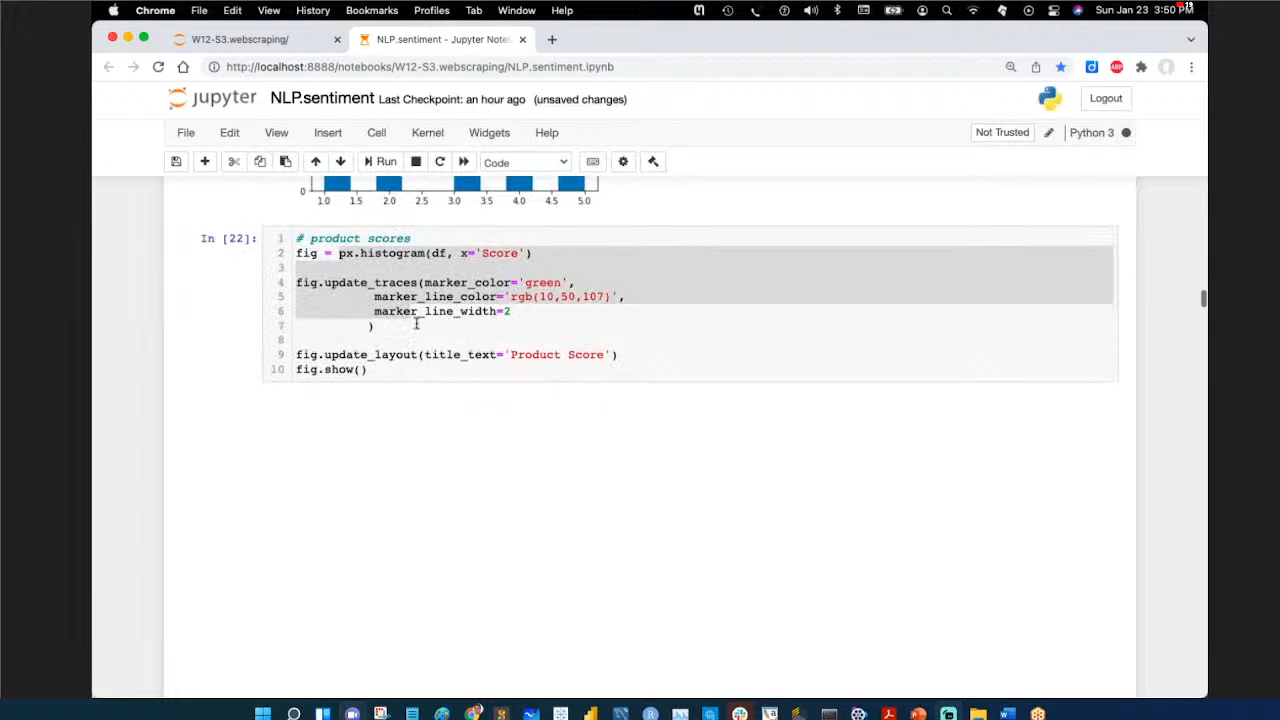 Chrome File Edit View History Bookmarks Profiles Tab Window Help Sun Jan 23 3:50 PM
W12-S3.webscraping/ NLP.sentiment - Jupyter Note
http://localhost:8888/notebooks/W12-S3.webscraping/NLP.sentiment.ipynb
jupyter NLP.sentiment Last Checkpoint: an hour ago (unsaved changes) Logout
File Edit View Insert Cell Kernel Widgets Help Not Trusted Python 3
Run Code
0
1.0 1.5 2.0 2.5 3.0 3.5 4.0 4.5 5.0
In [22]: 1 # product scores
2 fig = px.histogram(df, x='Score')
3
4 fig.update_traces(marker_color='green',
5 marker_line_color='rgb(10,50,107)',
6 marker_line_width=2
7 )
8
9 fig.update_layout(title_text='Product Score')
10 fig.show()